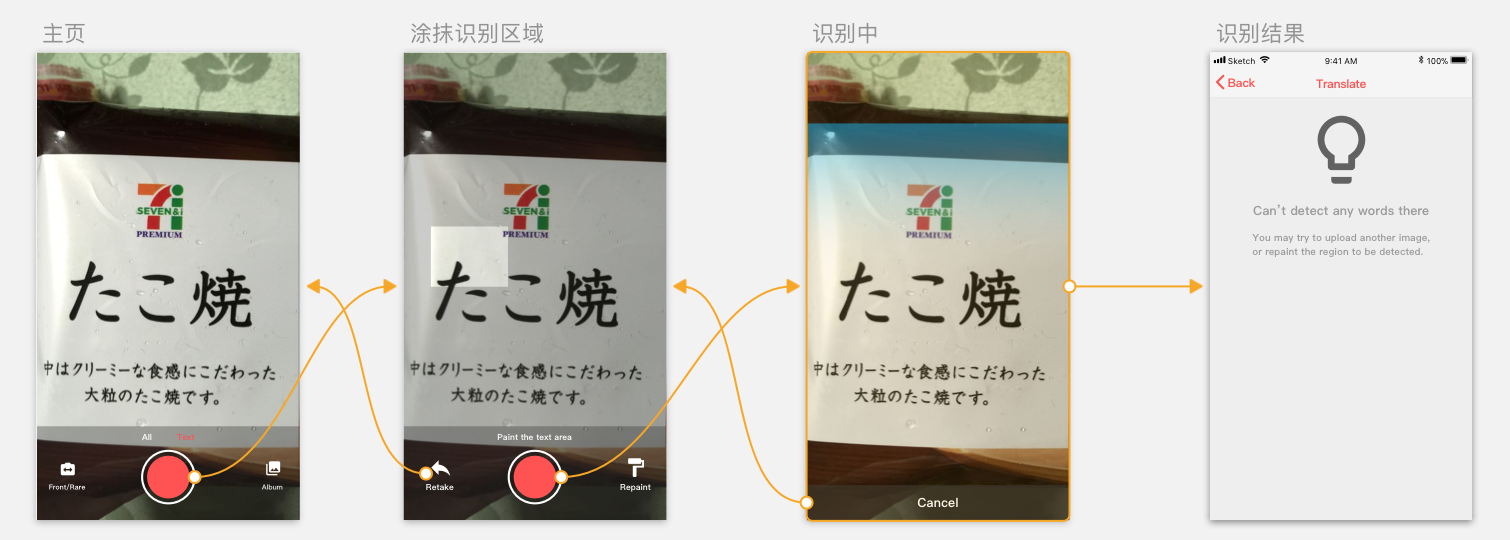 主页
涂抹识别区域
识别中
识别结果
SEVEN&i
PREMIUM
たこ焼
中はクリーミーな食感にこだわった
大粒のたこ焼です。
All Text
Front/Rare
Album
SEVEN&i
PREMIUM
たこ焼
中はクリーミーな食感にこだわった
大粒のたこ焼です。
Paint the text area
Retake
Repaint
SEVEN&i
PREMIUM
たこ焼
中はクリーミーな食感にこだわった
大粒のたこ焼です。
Cancel
Sketch 9:41 AM 100%
Back Translate
Can't detect any words there
You may try to upload another image,
or repaint the region to be detected.